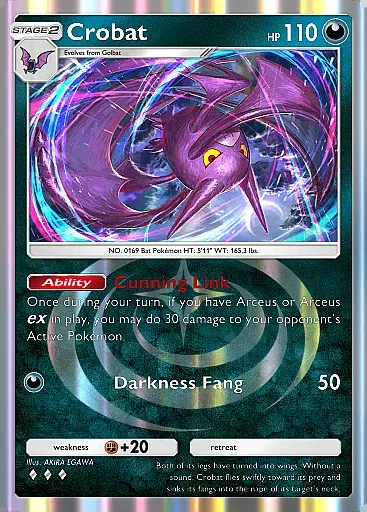 STAGE 2
Crobat
HP 110
Evolves from Golbat
NO. 0169 Bat Pokémon HT: 5'11" WT: 165.3 lbs.
Ability Cunning Link
Once during your turn, if you have Arceus or Arceus
ex in play, you may do 30 damage to your opponent's
Active Pokémon.
Darkness Fang 50
weakness +20 retreat
Illus. AKIRA EGAWA
Both of its legs have turned into wings. Without a
sound, Crobat flies swiftly toward its prey and
sinks its fangs into the nape of its target's neck.